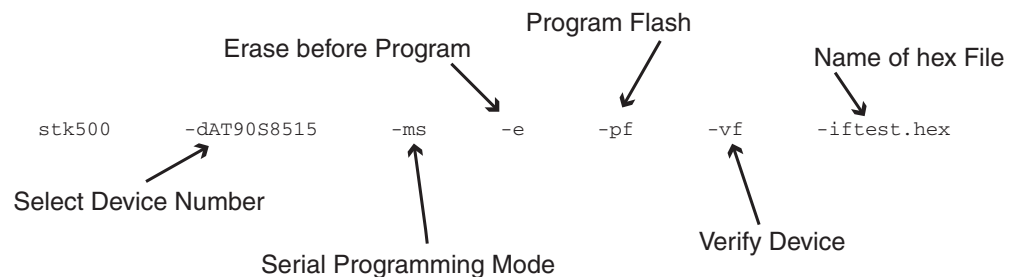 Program Flash
Erase before Program
Name of hex File
stk500 -dAT90S8515 -ms -e -pf -vf -iftest.hex
Select Device Number
Verify Device
Serial Programming Mode